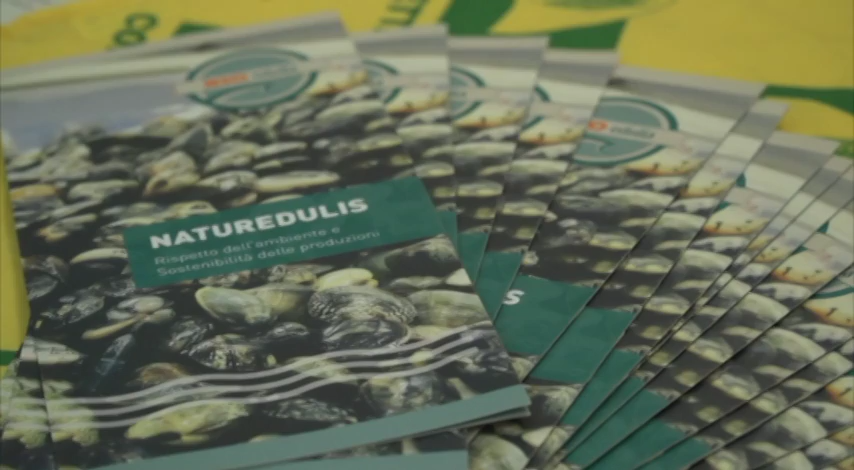 NATUREDULIS
Rispetto dell'ambiente e
Sostenibilità delle produzioni
S